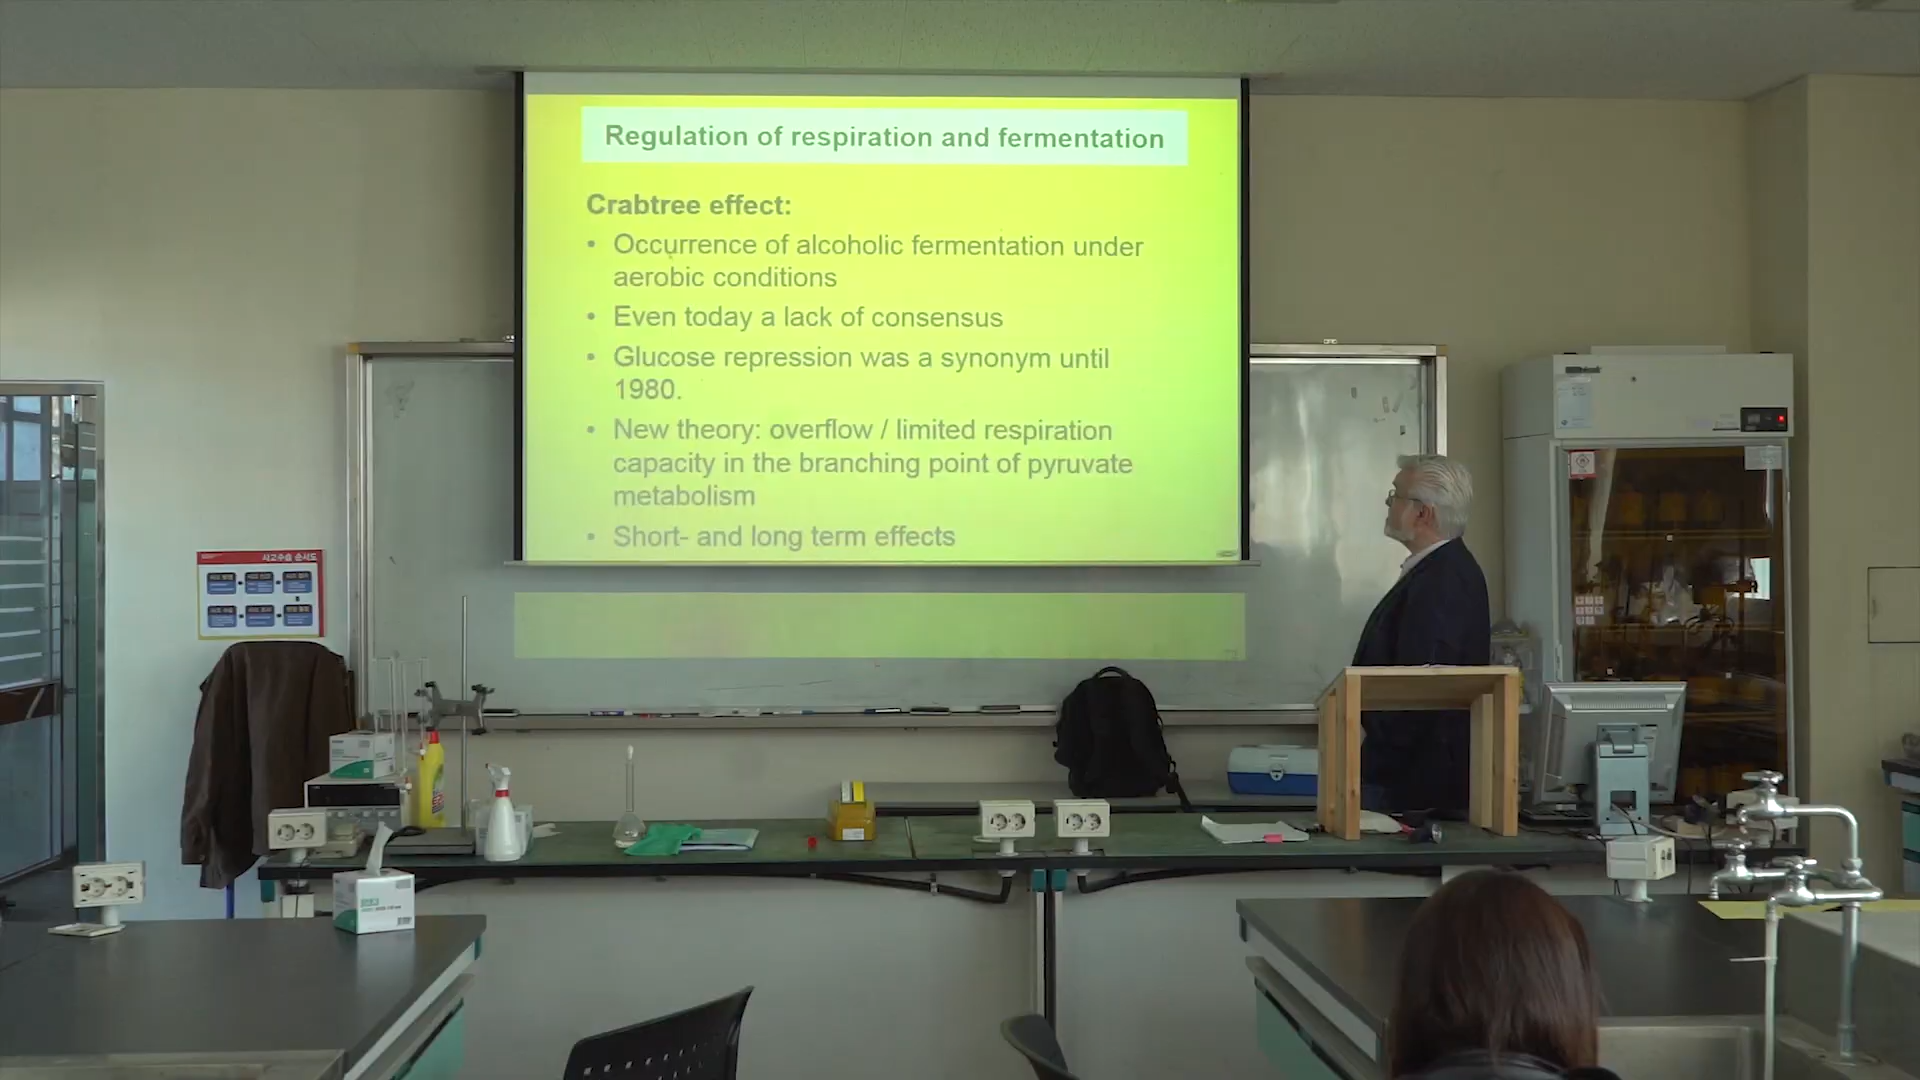 Regulation of respiration and fermentation
Crabtree effect:
• Occurrence of alcoholic fermentation under
aerobic conditions
• Even today a lack of consensus
• Glucose repression was a synonym until
1980.
• New theory: overflow / limited respiration
capacity in the branching point of pyruvate
metabolism
• Short- and long term effects
사고수습 순서도